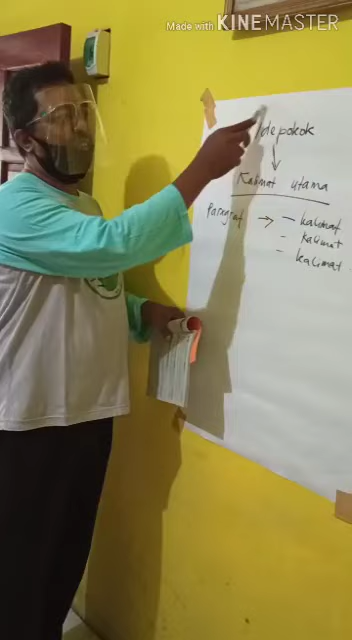 Made with KINEMASTER
Ide pokok
Kalimat utama
Paragraf → - kalimat
- kalimat
- kalimat